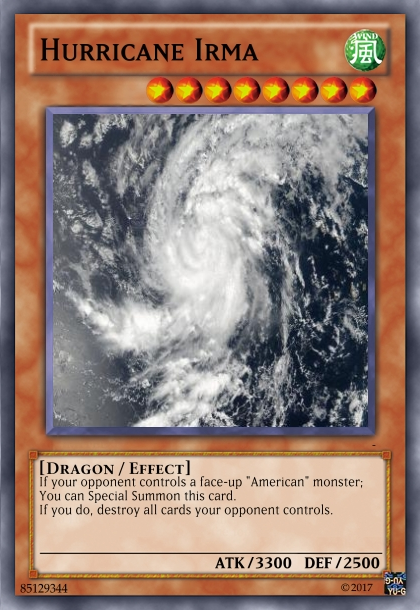 HURRICANE IRMA
WIND
風
[DRAGON / EFFECT]
If your opponent controls a face-up "American" monster;
You can Special Summon this card.
If you do, destroy all cards your opponent controls.
ATK/3300 DEF/2500
85129344
©2017